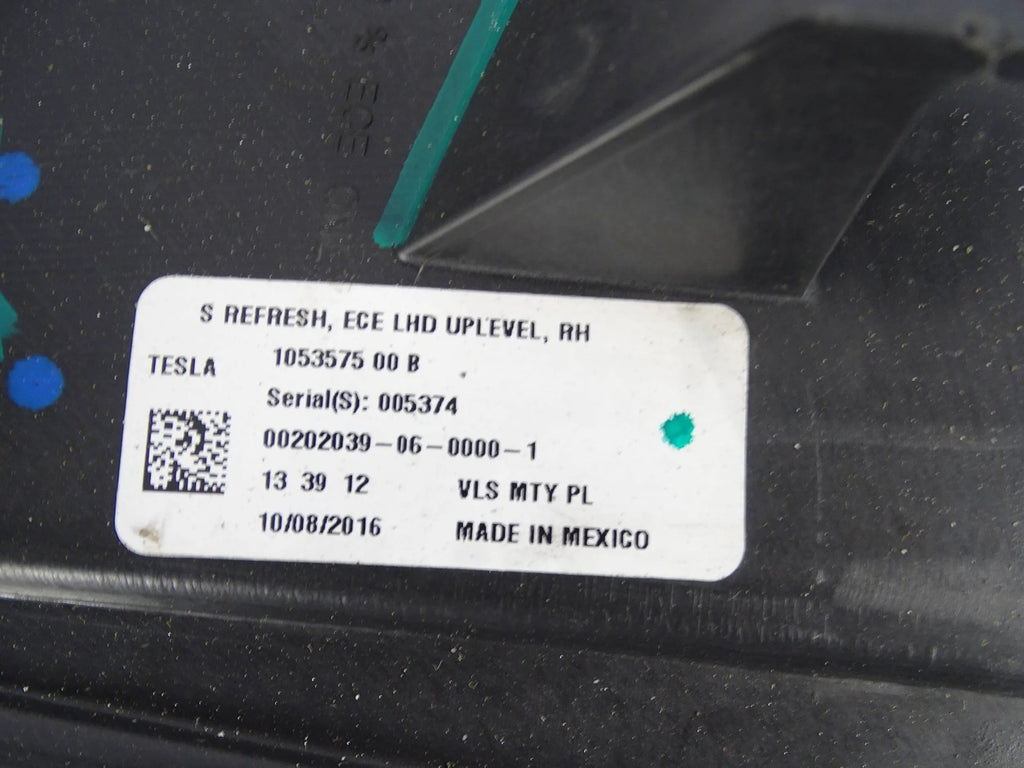 S REFRESH, ECE LHD UPLEVEL, RH
TESLA
1053575 00 B
Serial(S): 005374
00202039-06-0000-1
13 39 12
VLS MTY PL
10/08/2016
MADE IN MEXICO